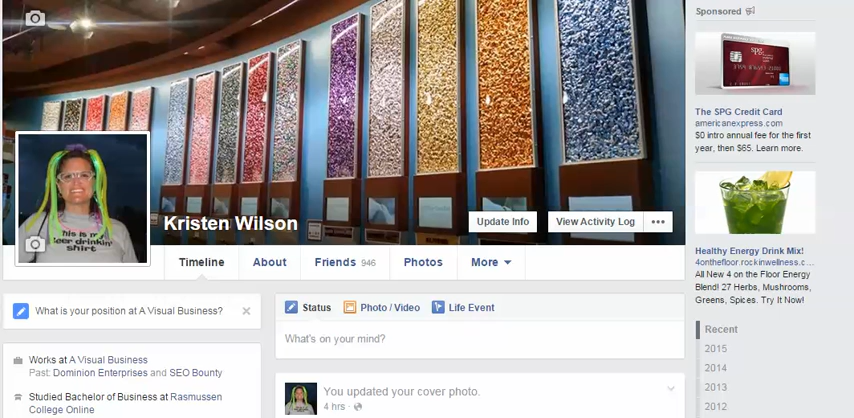 This is my
beer drinkin'
shirt
Kristen Wilson
Update Info
View Activity Log
•••
Timeline
About
Friends 946
Photos
More
What is your position at A Visual Business?
Works at A Visual Business
Past: Dominion Enterprises and SEO Bounty
Studied Bachelor of Business at Rasmussen
College Online
Status
Photo / Video
Life Event
What's on your mind?
You updated your cover photo.
4 hrs ·
Sponsored
spg
The SPG Credit Card
americanexpress.com
$0 intro annual fee for the first
year, then $65. Learn more.
Healthy Energy Drink Mix!
4onthefloor.rockinwellness.c...
All New 4 on the Floor Energy
Blend! 27 Herbs, Mushrooms,
Greens, Spices. Try It Now!
Recent
2015
2014
2013
2012